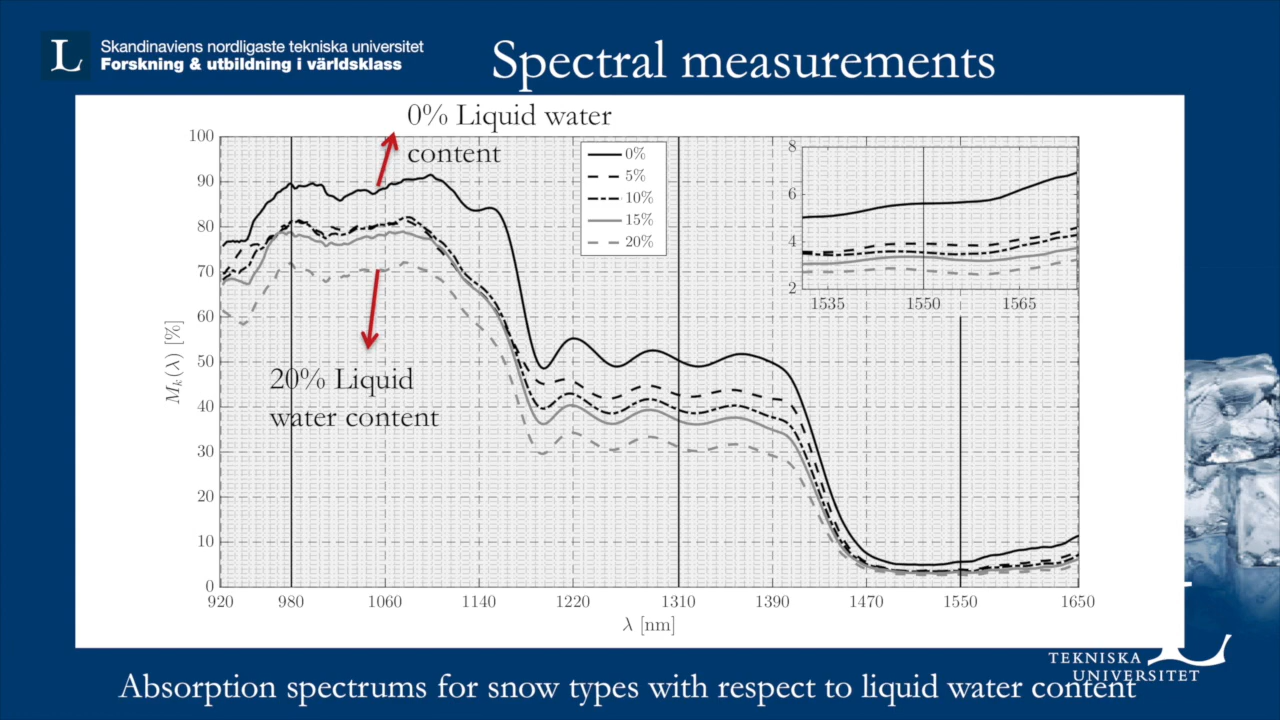 L
Skandinaviens nordligaste tekniska universitet
Forskning & utbildning i världsklass
Spectral measurements
0% Liquid water
content
0%
5%
10%
15%
20%
8
6
4
2
1535 1550 1565
20% Liquid
water content
100
90
80
70
60
50
40
30
20
10
0
M_k(λ) [%]
920 980 1060 1140 1220 1310 1390 1470 1550 1650
λ [nm]
L
TEKNISKA
UNIVERSITET
Absorption spectrums for snow types with respect to liquid water content